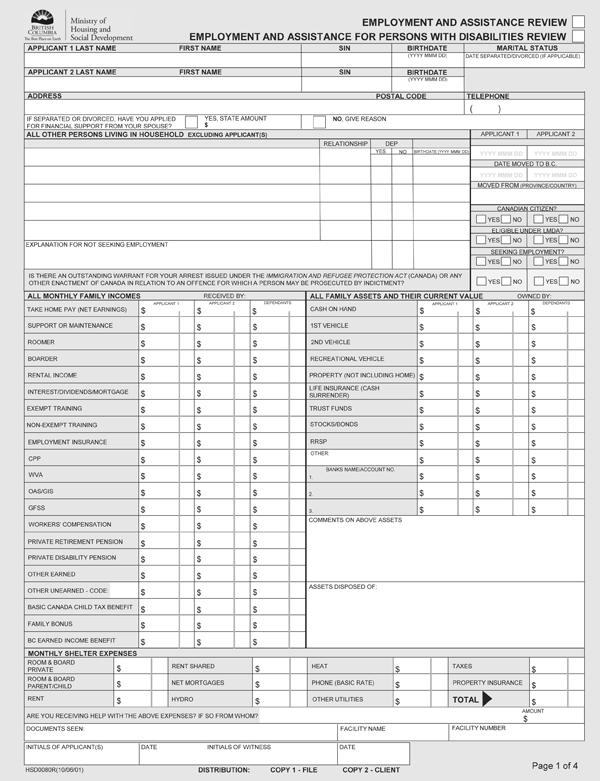 BRITISH
COLUMBIA
The Best Place on Earth
Ministry of
Housing and
Social Development
EMPLOYMENT AND ASSISTANCE REVIEW
EMPLOYMENT AND ASSISTANCE FOR PERSONS WITH DISABILITIES REVIEW
APPLICANT 1 LAST NAME FIRST NAME SIN BIRTHDATE MARITAL STATUS
(YYYY MMM DD) DATE SEPARATED/DIVORCED (IF APPLICABLE)
APPLICANT 2 LAST NAME FIRST NAME SIN BIRTHDATE
(YYYY MMM DD)
ADDRESS POSTAL CODE TELEPHONE
( )
IF SEPARATED OR DIVORCED, HAVE YOU APPLIED YES, STATE AMOUNT NO, GIVE REASON
FOR FINANCIAL SUPPORT FROM YOUR SPOUSE? $
ALL OTHER PERSONS LIVING IN HOUSEHOLD EXCLUDING APPLICANT(S) APPLICANT 1 APPLICANT 2
RELATIONSHIP DEP
YES NO BIRTHDATE (YYYY MMM DD) YYYY MMM DD YYYY MMM DD
DATE MOVED TO B.C.
YYYY MMM DD YYYY MMM DD
MOVED FROM (PROVINCE/COUNTRY)
CANADIAN CITIZEN?
YES NO YES NO
ELIGIBLE UNDER LMDA?
EXPLANATION FOR NOT SEEKING EMPLOYMENT YES NO YES NO
SEEKING EMPLOYMENT?
YES NO YES NO
IS THERE AN OUTSTANDING WARRANT FOR YOUR ARREST ISSUED UNDER THE IMMIGRATION AND REFUGEE PROTECTION ACT (CANADA) OR ANY
OTHER ENACTMENT OF CANADA IN RELATION TO AN OFFENCE FOR WHICH A PERSON MAY BE PROSECUTED BY INDICTMENT? YES NO YES NO
ALL MONTHLY FAMILY INCOMES RECEIVED BY: ALL FAMILY ASSETS AND THEIR CURRENT VALUE OWNED BY:
APPLICANT 1 APPLICANT 2 DEPENDANTS APPLICANT 1 APPLICANT 2 DEPENDANTS
TAKE HOME PAY (NET EARNINGS) $ $ $ CASH ON HAND $ $ $
SUPPORT OR MAINTENANCE $ $ $ 1ST VEHICLE $ $ $
ROOMER $ $ $ 2ND VEHICLE $ $ $
BOARDER $ $ $ RECREATIONAL VEHICLE $ $ $
RENTAL INCOME $ $ $ PROPERTY (NOT INCLUDING HOME) $ $ $
INTEREST/DIVIDENDS/MORTGAGE $ $ $ LIFE INSURANCE (CASH
SURRENDER) $ $ $
EXEMPT TRAINING $ $ $ TRUST FUNDS $ $ $
NON-EXEMPT TRAINING $ $ $ STOCKS/BONDS $ $ $
EMPLOYMENT INSURANCE $ $ $ RRSP $ $ $
CPP $ $ $ OTHER: $ $ $
WVA $ $ $ BANKS NAME/ACCOUNT NO.
1. $ $ $
OAS/GIS $ $ $ 2. $ $ $
GFSS $ $ $ 3. $ $ $
WORKERS' COMPENSATION $ $ $ COMMENTS ON ABOVE ASSETS
PRIVATE RETIREMENT PENSION $ $ $
PRIVATE DISABILITY PENSION $ $ $
OTHER EARNED $ $ $
OTHER UNEARNED - CODE: $ $ $ ASSETS DISPOSED OF:
BASIC CANADA CHILD TAX BENEFIT $ $ $
FAMILY BONUS $ $ $
BC EARNED INCOME BENEFIT $ $ $
MONTHLY SHELTER EXPENSES
ROOM & BOARD
PRIVATE $ RENT SHARED $ HEAT $ TAXES $
ROOM & BOARD
PARENT/CHILD $ NET MORTGAGES $ PHONE (BASIC RATE) $ PROPERTY INSURANCE $
RENT $ HYDRO $ OTHER UTILITIES $ TOTAL $
ARE YOU RECEIVING HELP WITH THE ABOVE EXPENSES? IF SO FROM WHOM? AMOUNT
$
DOCUMENTS SEEN: FACILITY NAME FACILITY NUMBER
INITIALS OF APPLICANT(S) DATE INITIALS OF WITNESS DATE
HSD0080R(10/06/01) DISTRIBUTION: COPY 1 - FILE COPY 2 - CLIENT Page 1 of 4